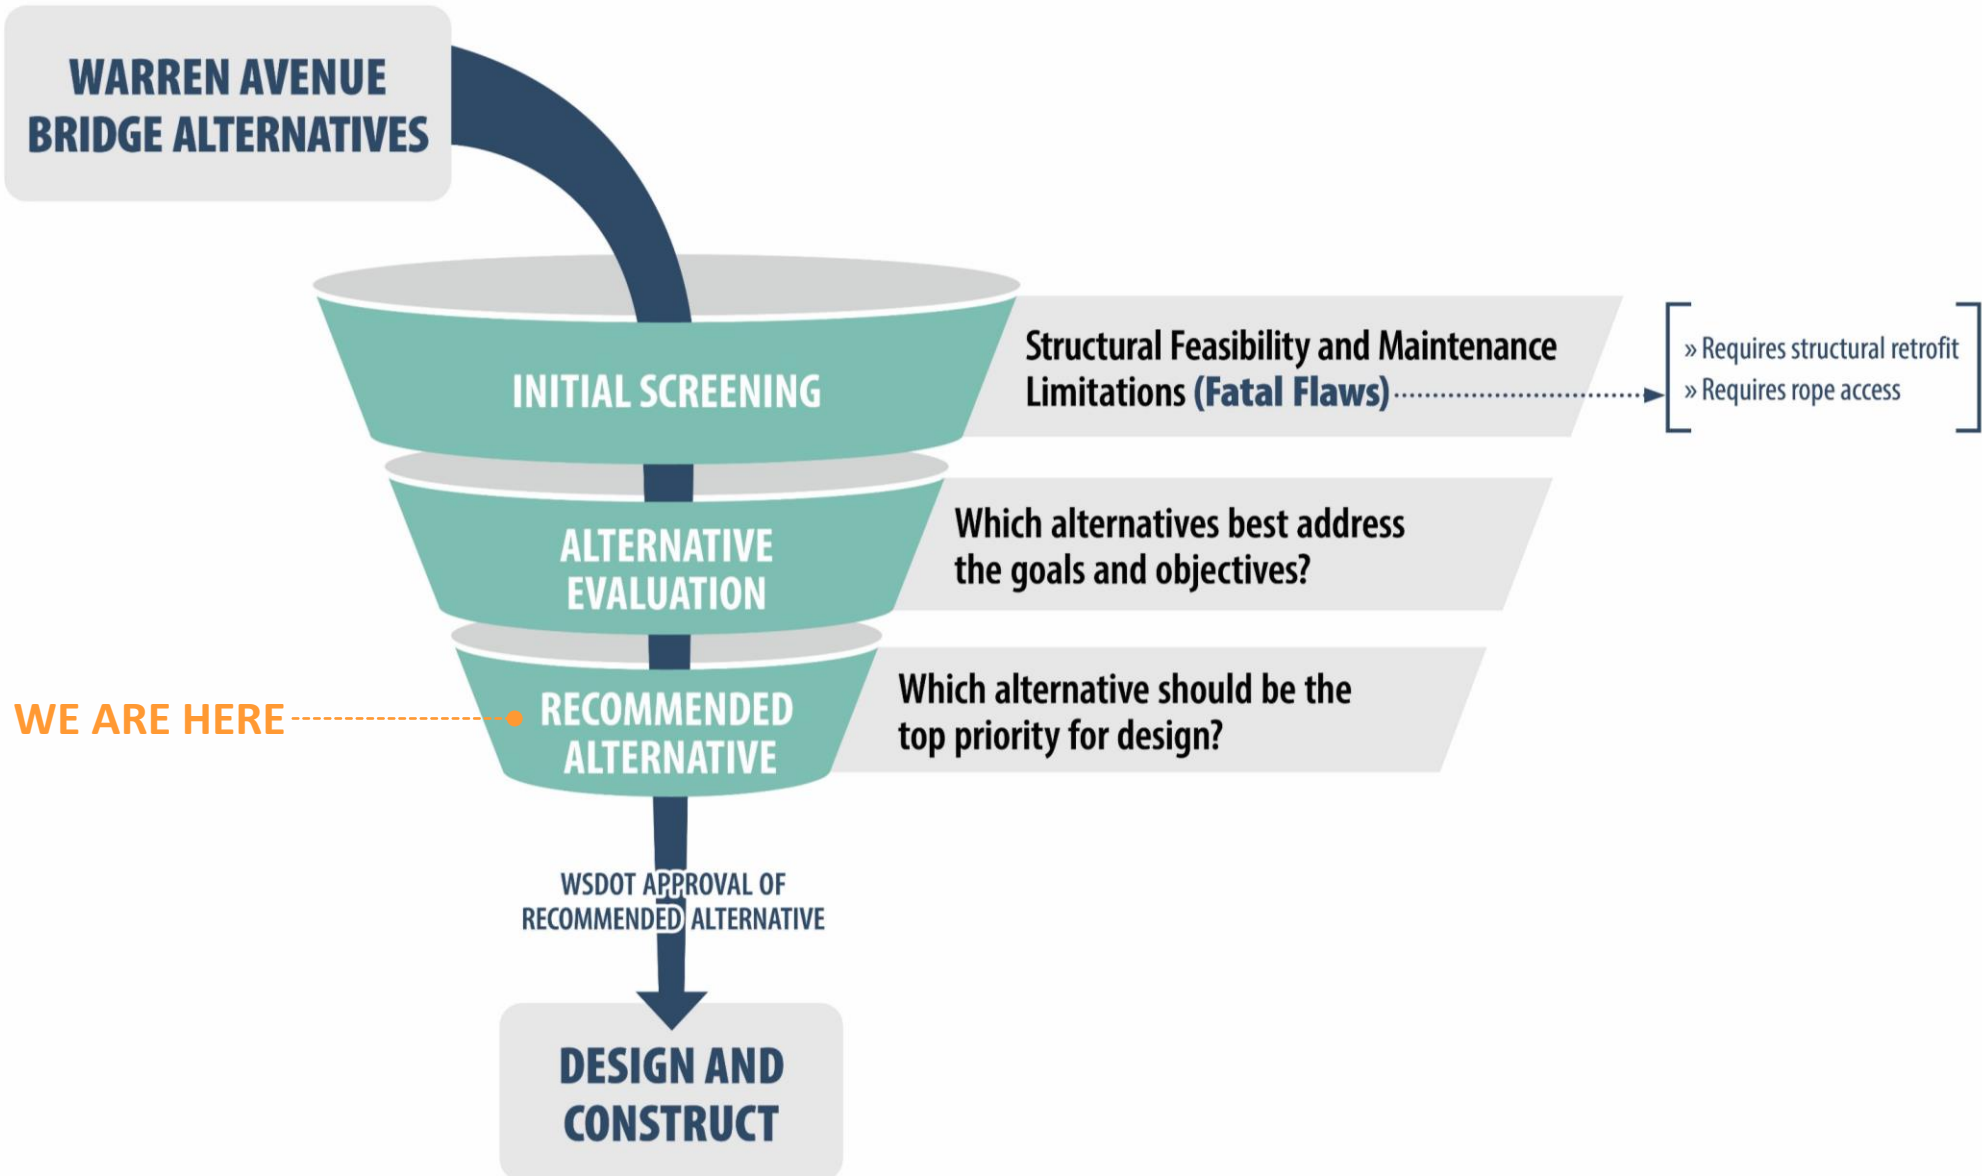 WARREN AVENUE
BRIDGE ALTERNATIVES
INITIAL SCREENING
Structural Feasibility and Maintenance
Limitations (Fatal Flaws)
» Requires structural retrofit
» Requires rope access
ALTERNATIVE
EVALUATION
Which alternatives best address
the goals and objectives?
WE ARE HERE
RECOMMENDED
ALTERNATIVE
Which alternative should be the
top priority for design?
WSDOT APPROVAL OF
RECOMMENDED ALTERNATIVE
DESIGN AND
CONSTRUCT